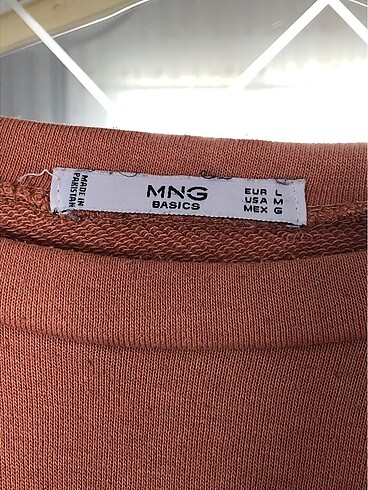 MADE IN
PAKISTAN
MNG
BASICS
EUR L
USA M
MEX G